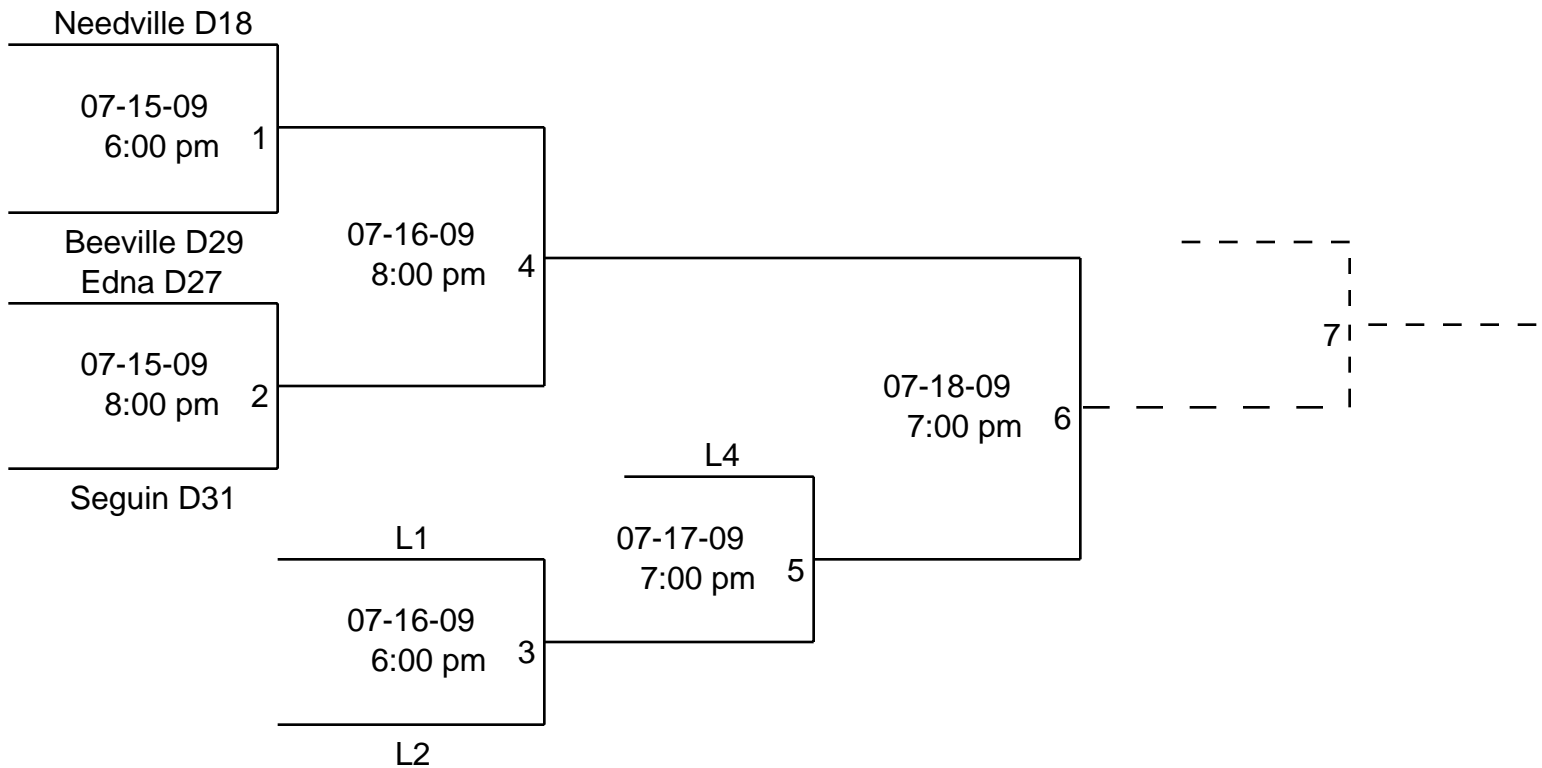 Needville D18
07-15-09
6:00 pm
1
Beeville D29
Edna D27
07-15-09
8:00 pm
2
Seguin D31
07-16-09
8:00 pm
4
L1
07-16-09
6:00 pm
3
L2
L4
07-17-09
7:00 pm
5
07-18-09
7:00 pm
6
7